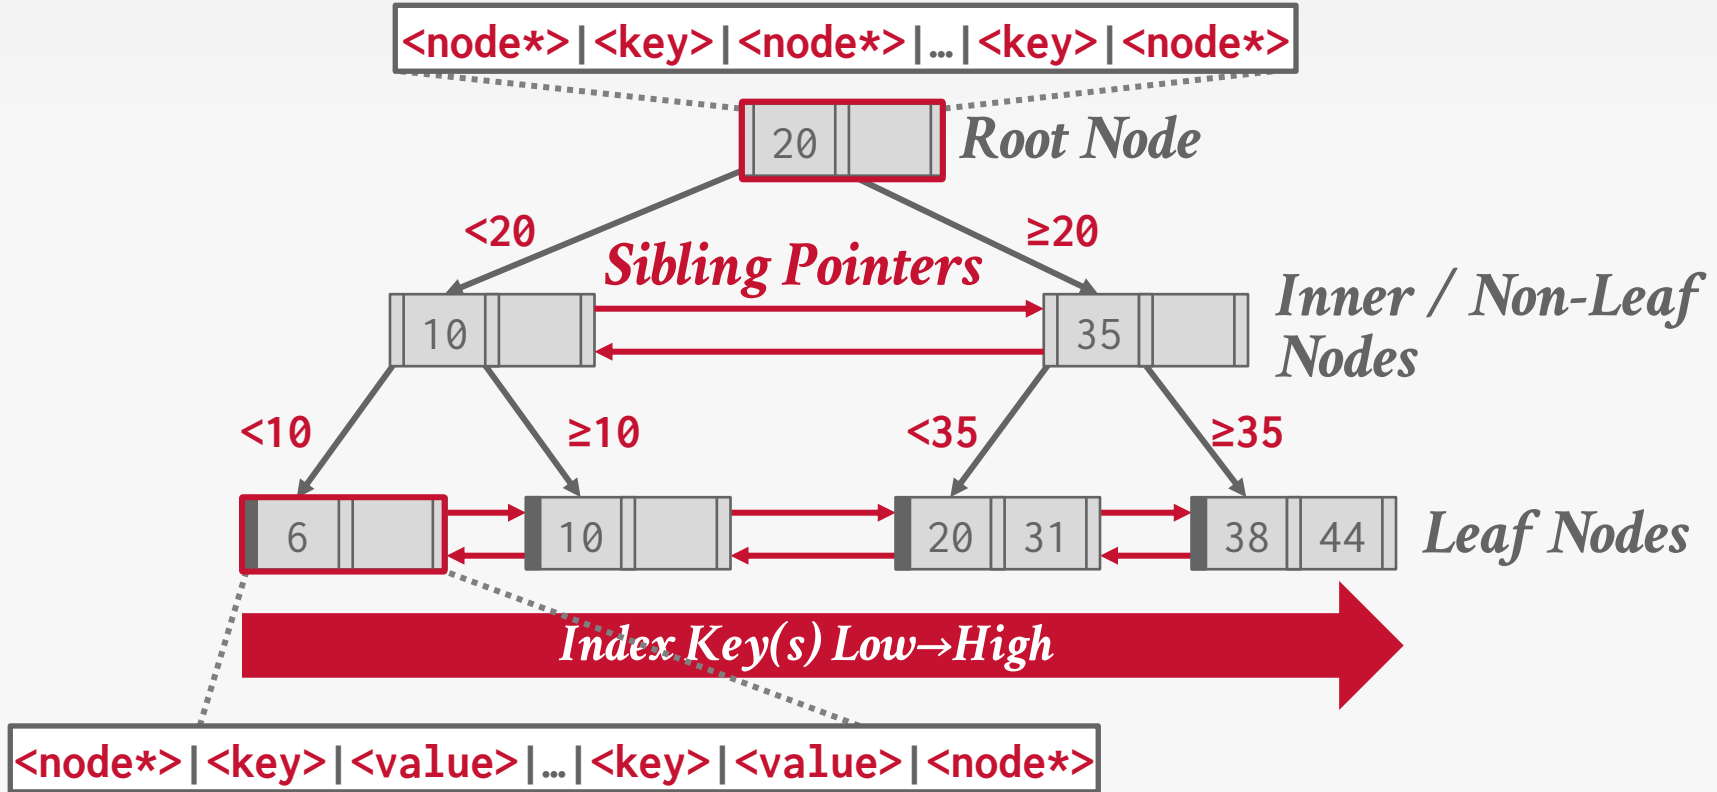 <node*>|<key>|<node*>|…|<key>|<node*>
20
Root Node
<20
≥20
Sibling Pointers
10
35
Inner / Non-Leaf
Nodes
<10
≥10
<35
≥35
6
10
20 31
38 44
Leaf Nodes
Index Key(s) Low→High
<node*>|<key>|<value>|…|<key>|<value>|<node*>